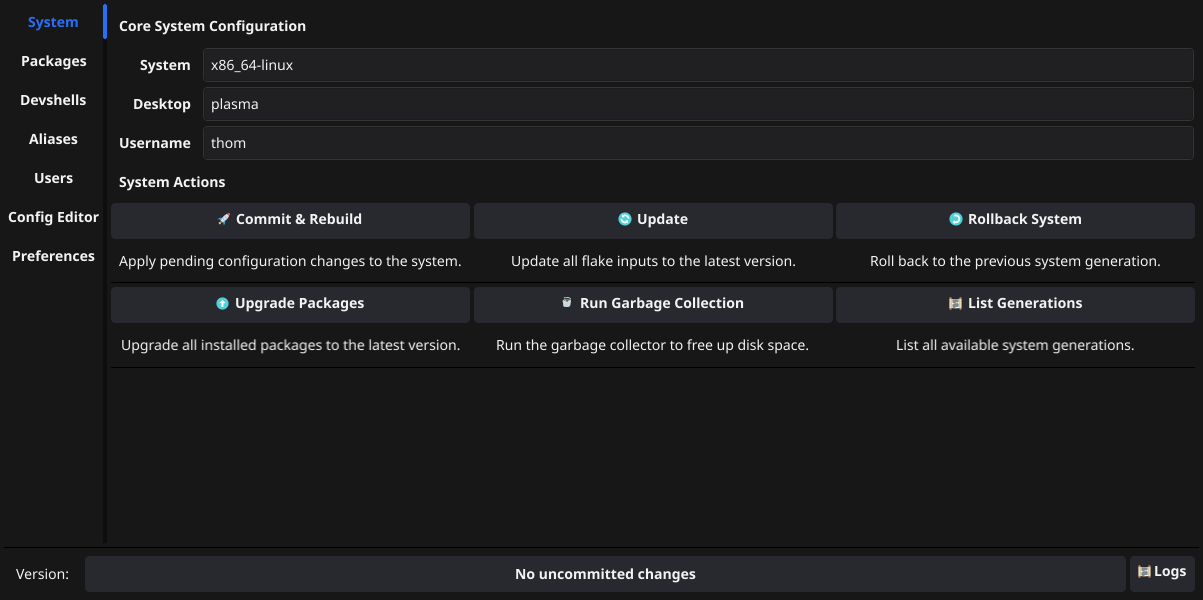 System
Packages
Devshells
Aliases
Users
Config Editor
Preferences
Core System Configuration
System x86_64-linux
Desktop plasma
Username thom
System Actions
Commit & Rebuild
Apply pending configuration changes to the system.
Update
Update all flake inputs to the latest version.
Rollback System
Roll back to the previous system generation.
Upgrade Packages
Upgrade all installed packages to the latest version.
Run Garbage Collection
Run the garbage collector to free up disk space.
List Generations
List all available system generations.
Version: No uncommitted changes Logs